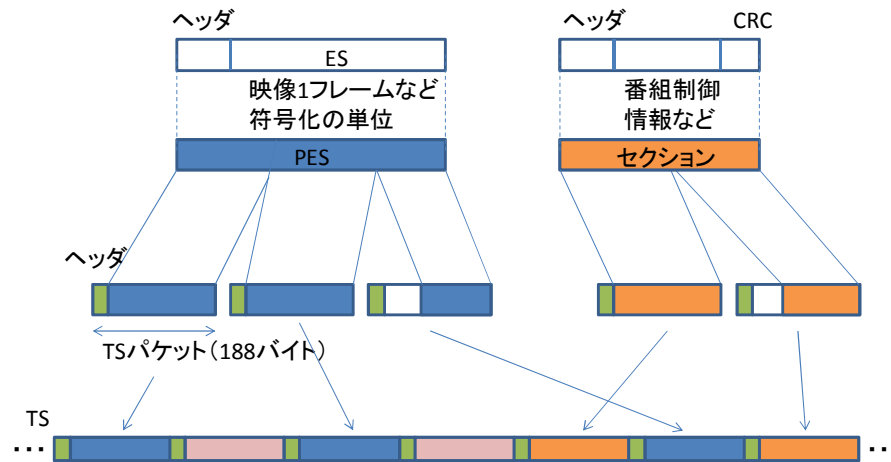 ヘッダ
ES
映像1フレームなど
符号化の単位
PES
ヘッダ
CRC
番組制御
情報など
セクション
ヘッダ
TSパケット(188バイト)
TS
・・・
・・